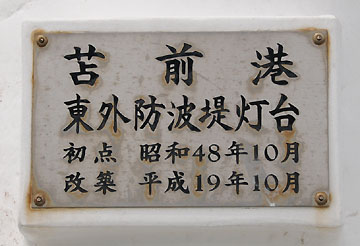 苫前港
東外防波堤灯台
初点 昭和48年10月
改築 平成19年10月